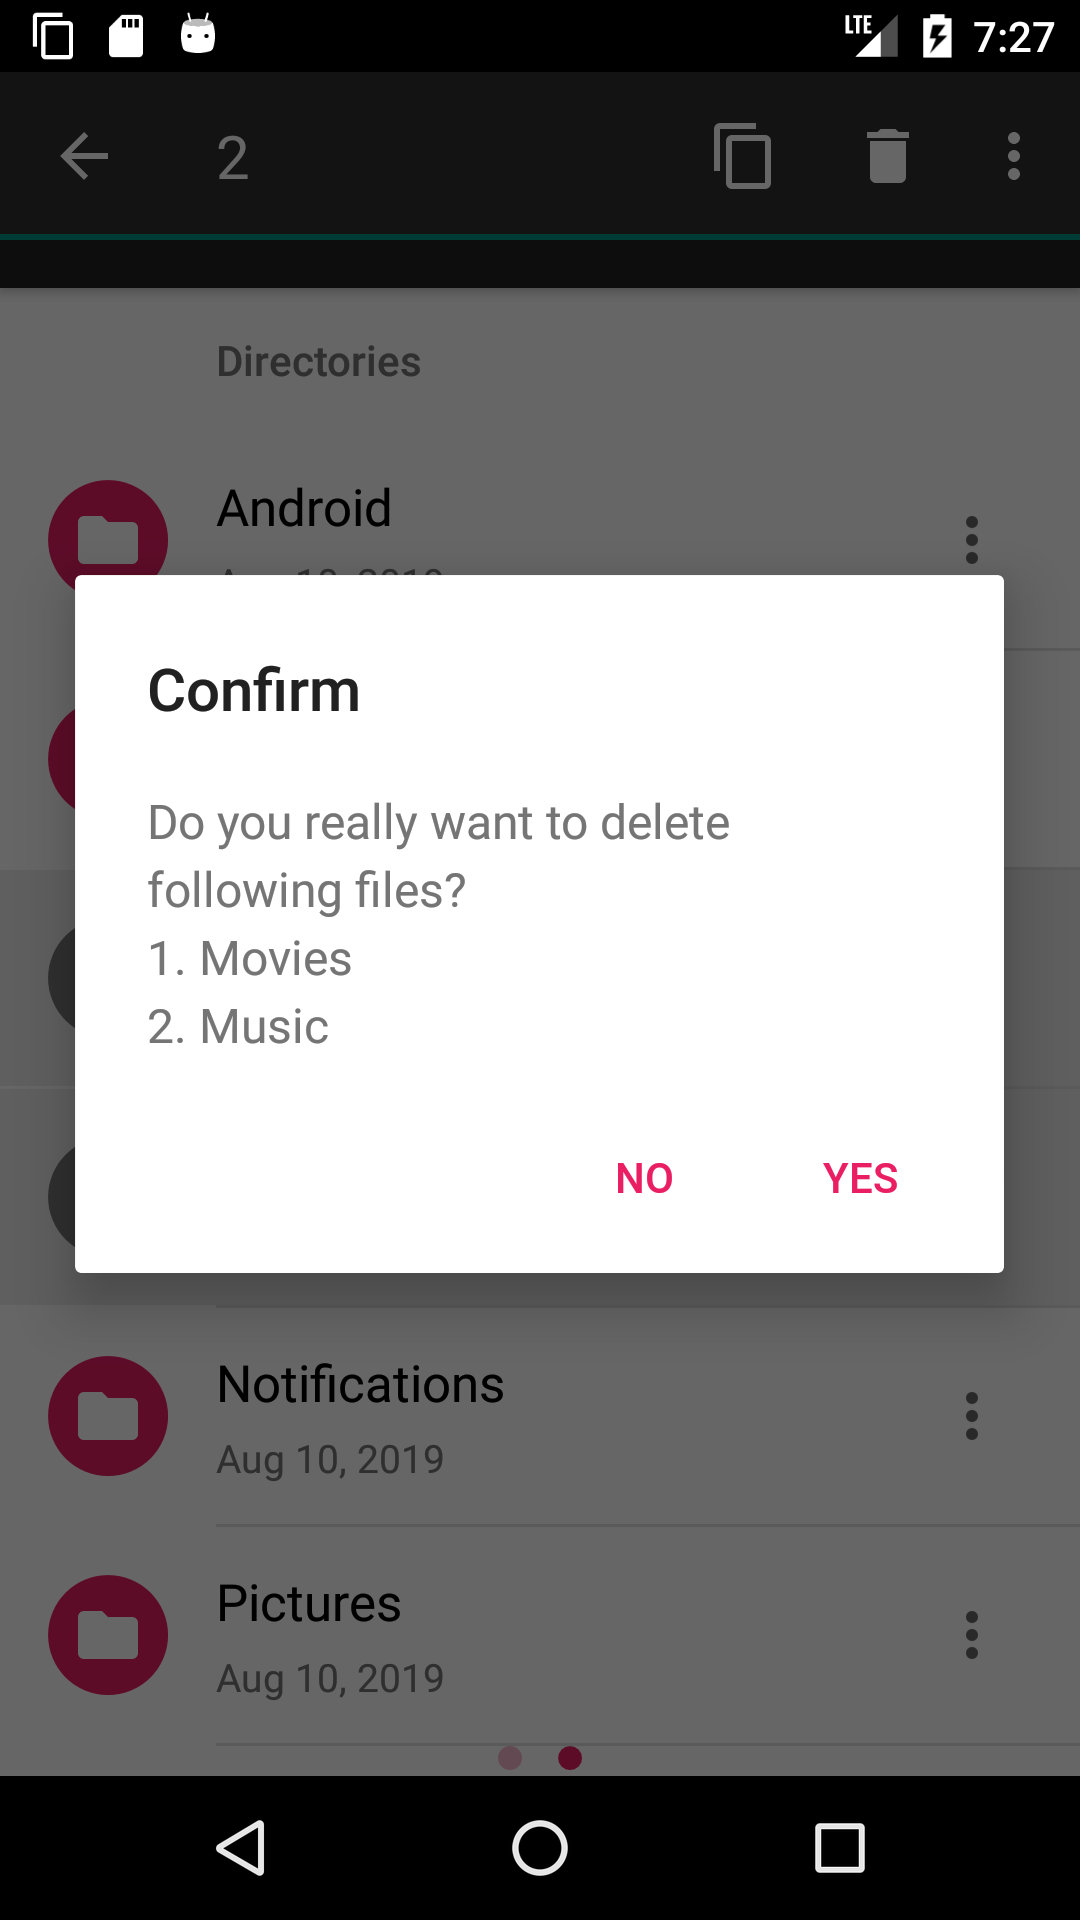 LTE 7:27
2
Directories
Android
Confirm
Do you really want to delete
following files?
1. Movies
2. Music
NO YES
Notifications
Aug 10, 2019
Pictures
Aug 10, 2019